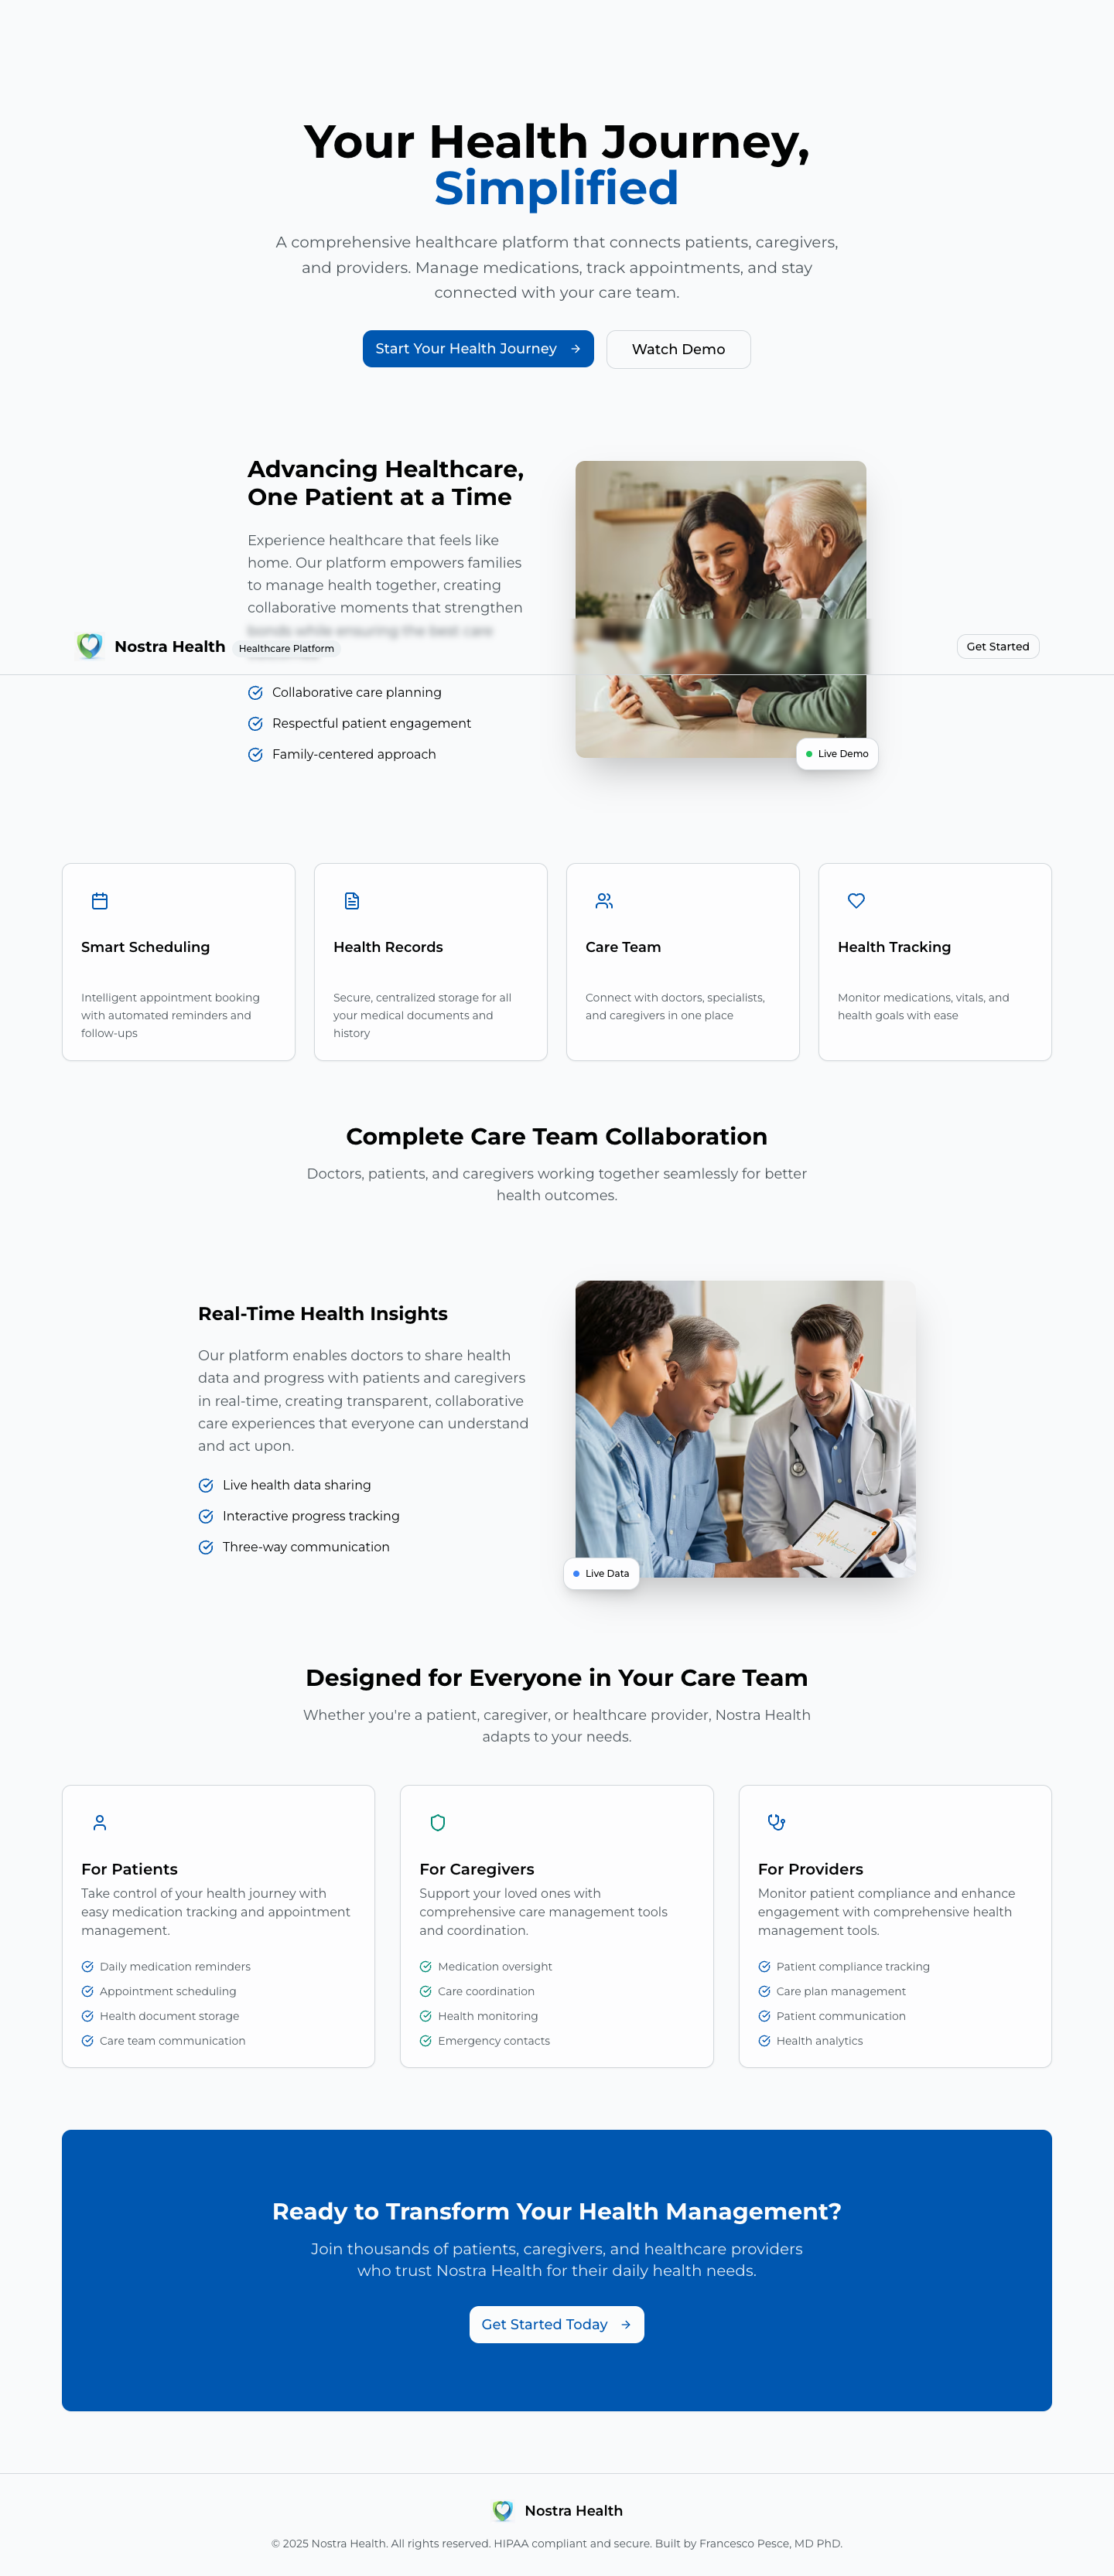 Your Health Journey,
Simplified
A comprehensive healthcare platform that connects patients, caregivers,
and providers. Manage medications, track appointments, and stay
connected with your care team.
Start Your Health Journey
Watch Demo
Advancing Healthcare,
One Patient at a Time
Experience healthcare that feels like
home. Our platform empowers families
to manage health together, creating
collaborative moments that strengthen
bonds while ensuring the best care
Nostra Health
Healthcare Platform
Get Started
Collaborative care planning
Respectful patient engagement
Family-centered approach
Live Demo
Smart Scheduling
Intelligent appointment booking
with automated reminders and
follow-ups
Health Records
Secure, centralized storage for all
your medical documents and
history
Care Team
Connect with doctors, specialists,
and caregivers in one place
Health Tracking
Monitor medications, vitals, and
health goals with ease
Complete Care Team Collaboration
Doctors, patients, and caregivers working together seamlessly for better
health outcomes.
Real-Time Health Insights
Our platform enables doctors to share health
data and progress with patients and caregivers
in real-time, creating transparent, collaborative
care experiences that everyone can understand
and act upon.
Live health data sharing
Interactive progress tracking
Three-way communication
Live Data
Designed for Everyone in Your Care Team
Whether you're a patient, caregiver, or healthcare provider, Nostra Health
adapts to your needs.
For Patients
Take control of your health journey with
easy medication tracking and appointment
management.
Daily medication reminders
Appointment scheduling
Health document storage
Care team communication
For Caregivers
Support your loved ones with
comprehensive care management tools
and coordination.
Medication oversight
Care coordination
Health monitoring
Emergency contacts
For Providers
Monitor patient compliance and enhance
engagement with comprehensive health
management tools.
Patient compliance tracking
Care plan management
Patient communication
Health analytics
Ready to Transform Your Health Management?
Join thousands of patients, caregivers, and healthcare providers
who trust Nostra Health for their daily health needs.
Get Started Today
Nostra Health
© 2025 Nostra Health. All rights reserved. HIPAA compliant and secure. Built by Francesco Pesce, MD PhD.